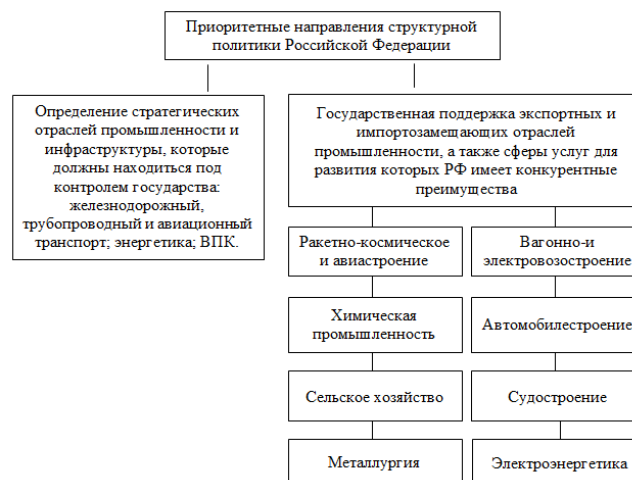 Приоритетные направления структурной
политики Российской Федерации
Определение стратегических
отраслей промышленности и
инфраструктуры, которые
должны находиться под
контролем государства:
железнодорожный,
трубопроводный и авиационный
транспорт; энергетика; ВПК.
Государственная поддержка экспортных и
импортозамещающих отраслей
промышленности, а также сферы услуг для
развития которых РФ имеет конкурентные
преимущества
Ракетно-космическое
и авиастроение
Вагонно-и
электровозостроение
Химическая
промышленность
Автомобилестроение
Сельское хозяйство
Судостроение
Металлургия
Электроэнергетика